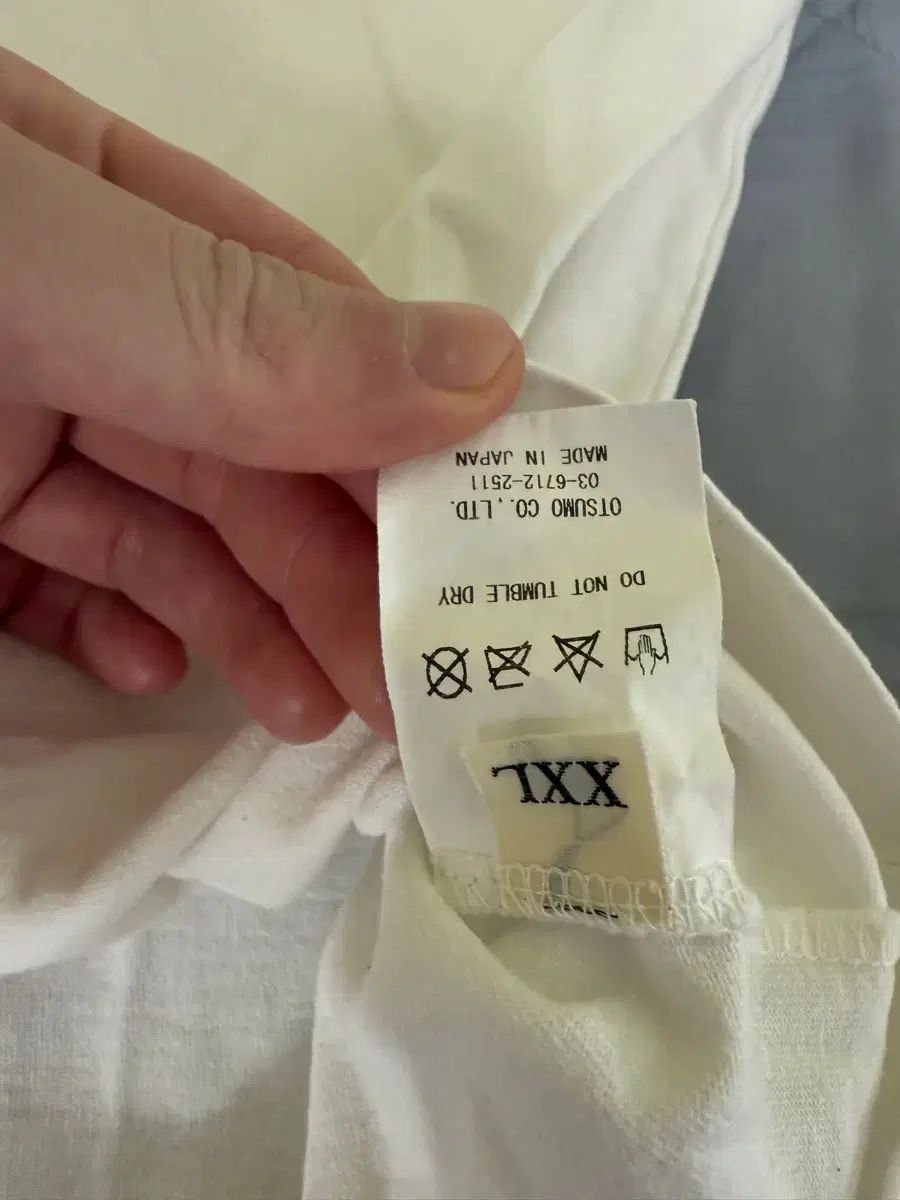 XXL
DO NOT TUMBLE DRY
OTSUMO CO.,LTD.
03-6712-2511
MADE IN JAPAN